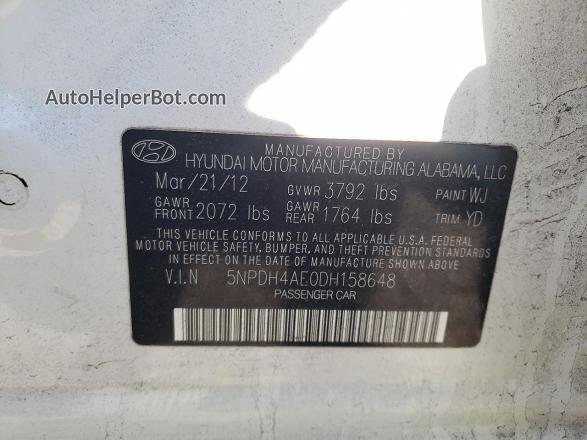 AutoHelperBot.com
MANUFACTURED BY
HYUNDAI MOTOR MANUFACTURING ALABAMA, LLC
Mar/21/12 GVWR 3792 lbs PAINT WJ
GAWR FRONT 2072 lbs GAWR REAR 1764 lbs TRIM YD
THIS VEHICLE CONFORMS TO ALL APPLICABLE U.S.A. FEDERAL
MOTOR VEHICLE SAFETY, BUMPER, AND THEFT PREVENTION STANDARDS
IN EFFECT ON THE DATE OF MANUFACTURE SHOWN ABOVE
V.I.N 5NPDH4AE0DH158648
PASSENGER CAR